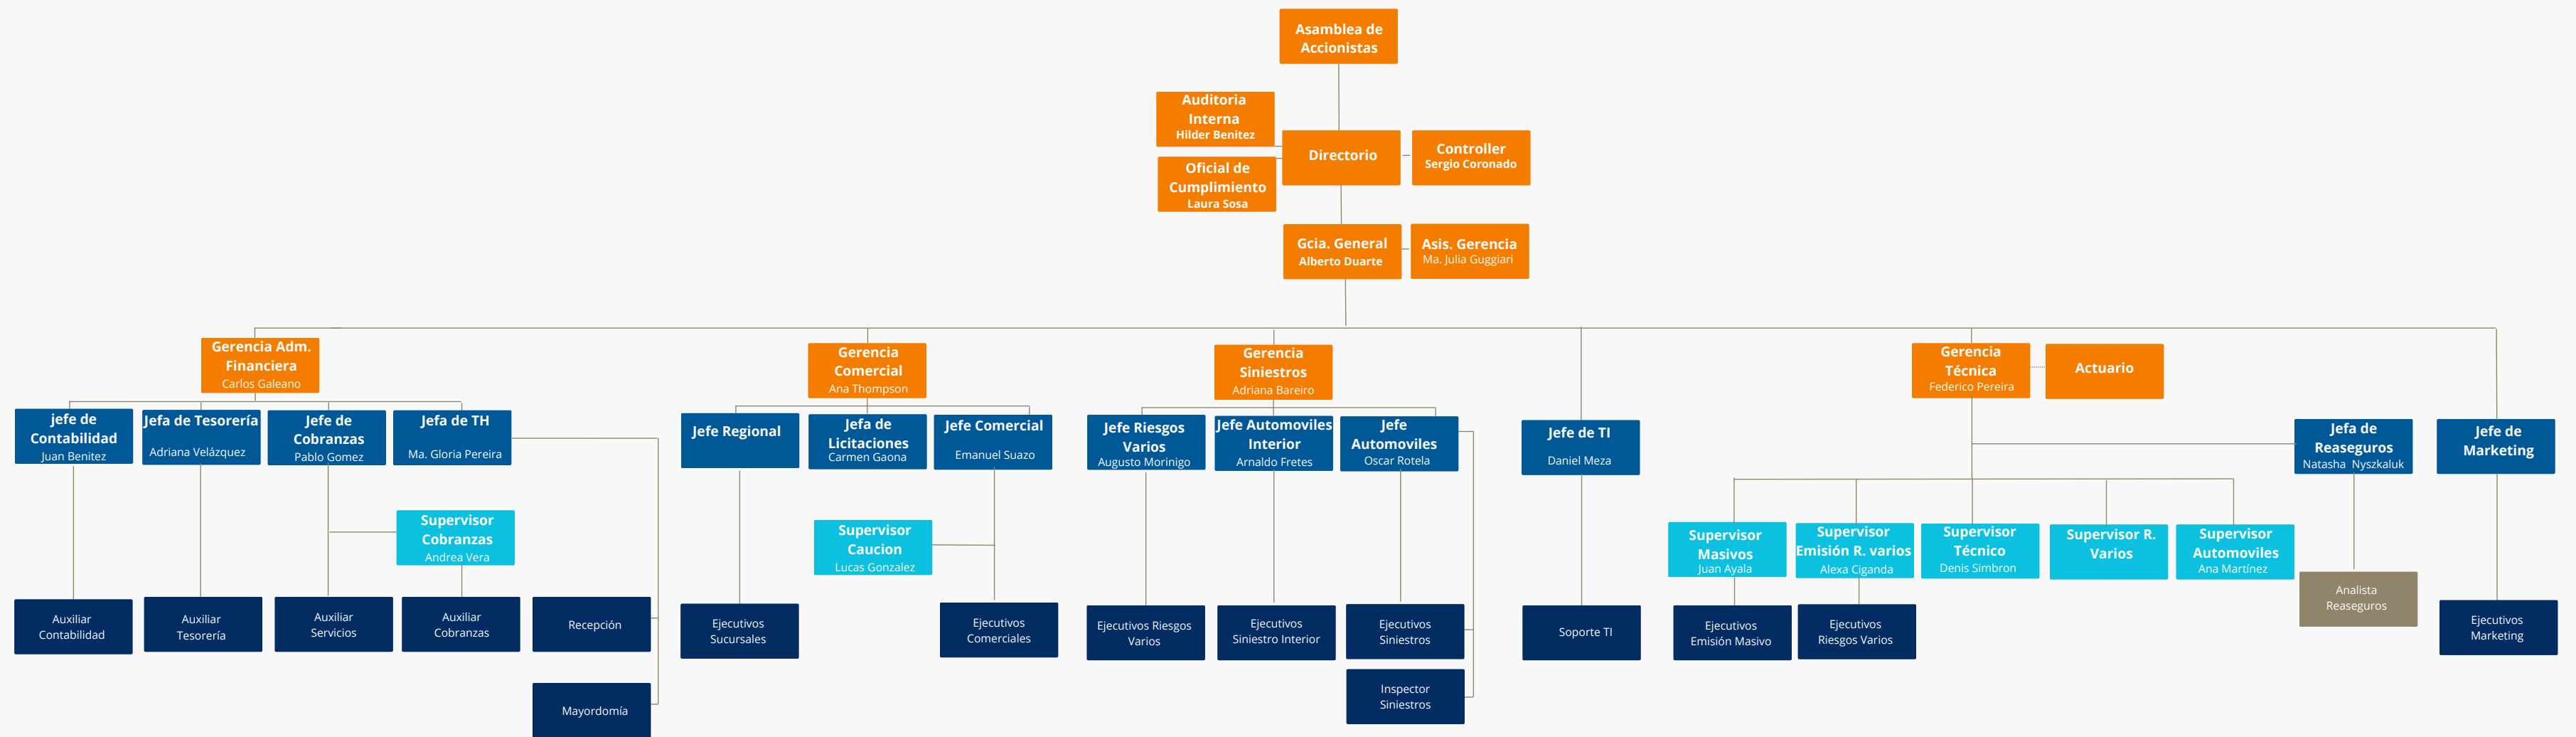 Asamblea de
Accionistas
Auditoria
Interna
Hilder Benitez
Directorio
Controller
Sergio Coronado
Oficial de
Cumplimiento
Laura Sosa
Gcia. General
Alberto Duarte
Asis. Gerencia
Ma. Julia Guggiari
Gerencia Adm.
Financiera
Carlos Galeano
Gerencia
Comercial
Ana Thompson
Gerencia
Siniestros
Adriana Bareiro
Gerencia
Técnica
Federico Pereira
Actuario
jefe de
Contabilidad
Juan Benitez
Jefa de Tesorería
Adriana Velázquez
Jefe de
Cobranzas
Pablo Gomez
Jefa de TH
Ma. Gloria Pereira
Jefe Regional
Jefa de
Licitaciones
Carmen Gaona
Jefe Comercial
Emanuel Suazo
Jefe Riesgos
Varios
Augusto Morinigo
Jefe Automoviles
Interior
Arnaldo Fretes
Jefe
Automoviles
Oscar Rotela
Jefe de TI
Daniel Meza
Jefa de
Reaseguros
Natasha  Nyszkaluk
Jefe de
Marketing
Supervisor
Cobranzas
Andrea Vera
Supervisor
Caucion
Lucas Gonzalez
Supervisor
Masivos
Juan Ayala
Supervisor
Emisión R. varios
Alexa Ciganda
Supervisor
Técnico
Denis Simbron
Supervisor R.
Varios
Supervisor
Automoviles
Ana Martínez
Analista
Reaseguros
Auxiliar
Contabilidad
Auxiliar
Tesorería
Auxiliar
Servicios
Auxiliar
Cobranzas
Recepción
Ejecutivos
Sucursales
Ejecutivos
Comerciales
Ejecutivos Riesgos
Varios
Ejecutivos
Siniestro Interior
Ejecutivos
Siniestros
Soporte TI
Ejecutivos
Emisión Masivo
Ejecutivos
Riesgos Varios
Ejecutivos
Marketing
Mayordomía
Inspector
Siniestros